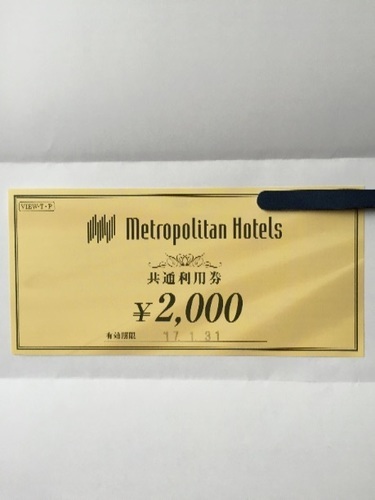 VIEW・T・P
Metropolitan Hotels
共通利用券
¥2,000
有効期限 '17.1.31